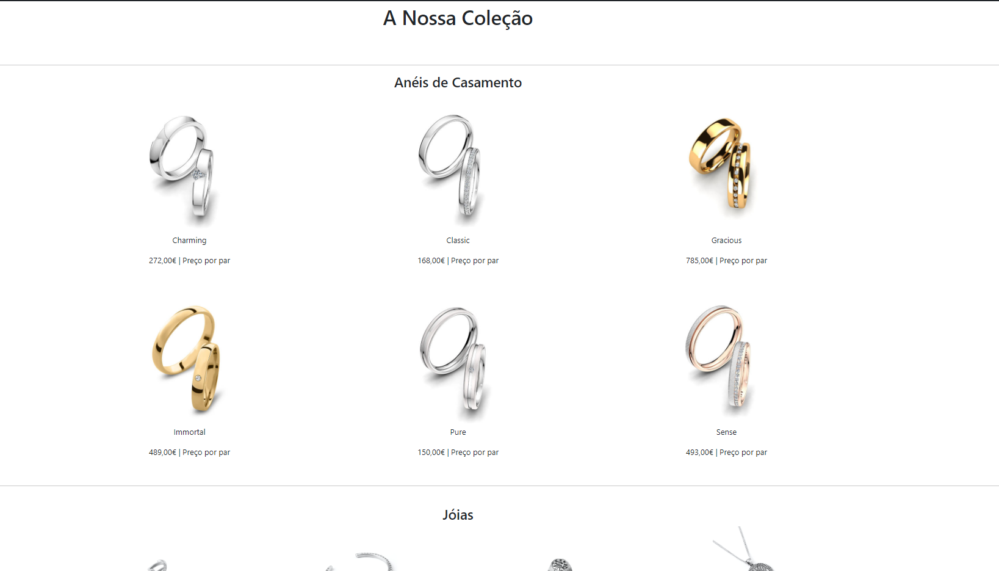 A Nossa Coleção
Anéis de Casamento
Charming
Classic
Gracious
272,00€ | Preço por par
168,00€ | Preço por par
785,00€ | Preço por par
Immortal
Pure
Sense
489,00€ | Preço por par
150,00€ | Preço por par
493,00€ | Preço por par
Jóias